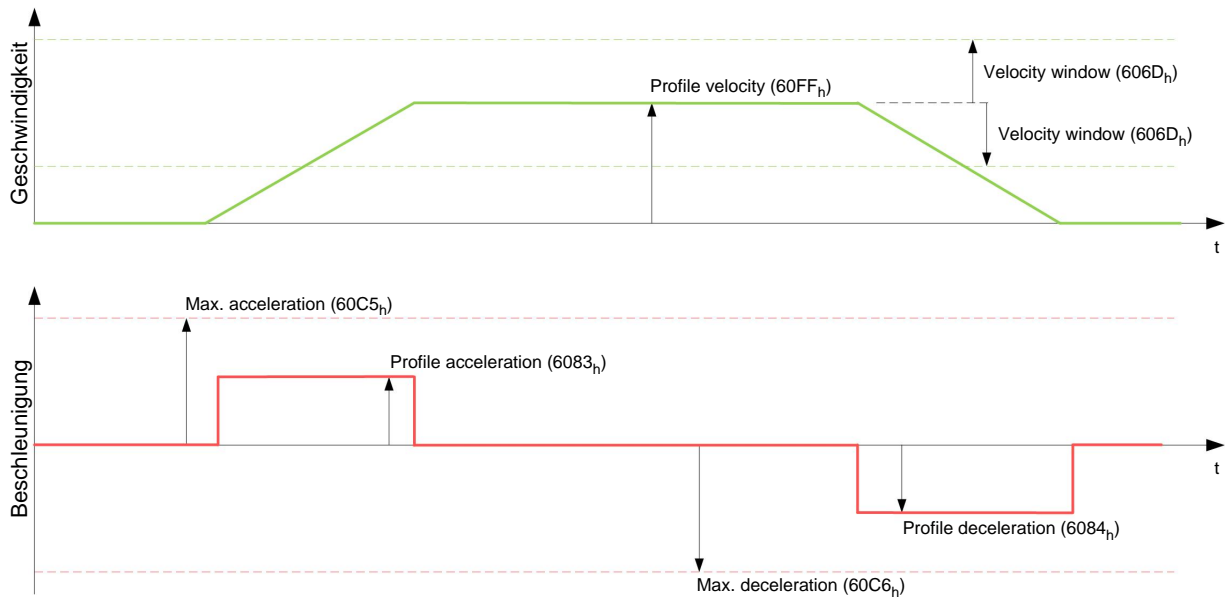 Geschwindigkeit
Profile velocity (60FFh)
Velocity window (606Dh)
Velocity window (606Dh)
t
Beschleunigung
Max. acceleration (60C5h)
Profile acceleration (6083h)
t
Profile deceleration (6084h)
Max. deceleration (60C6h)